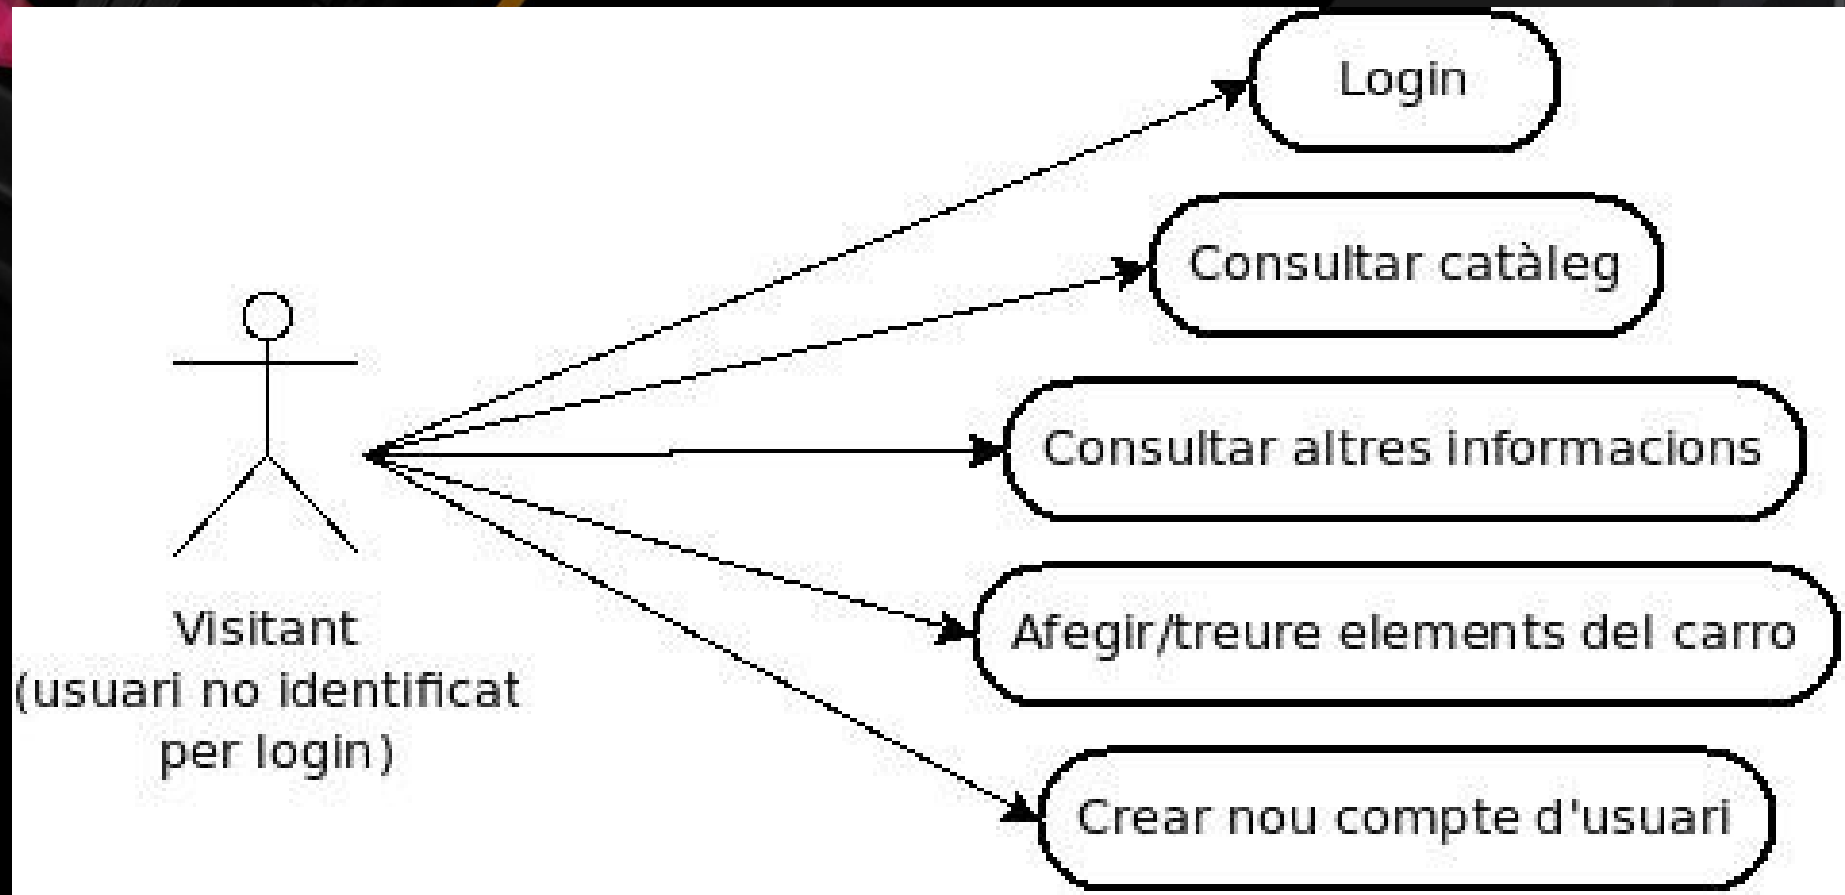 Login
Consultar catàleg
Consultar altres informacions
Afegir/treure elements del carro
Crear nou compte d'usuari
Visitant
(usuari no identificat
per login)